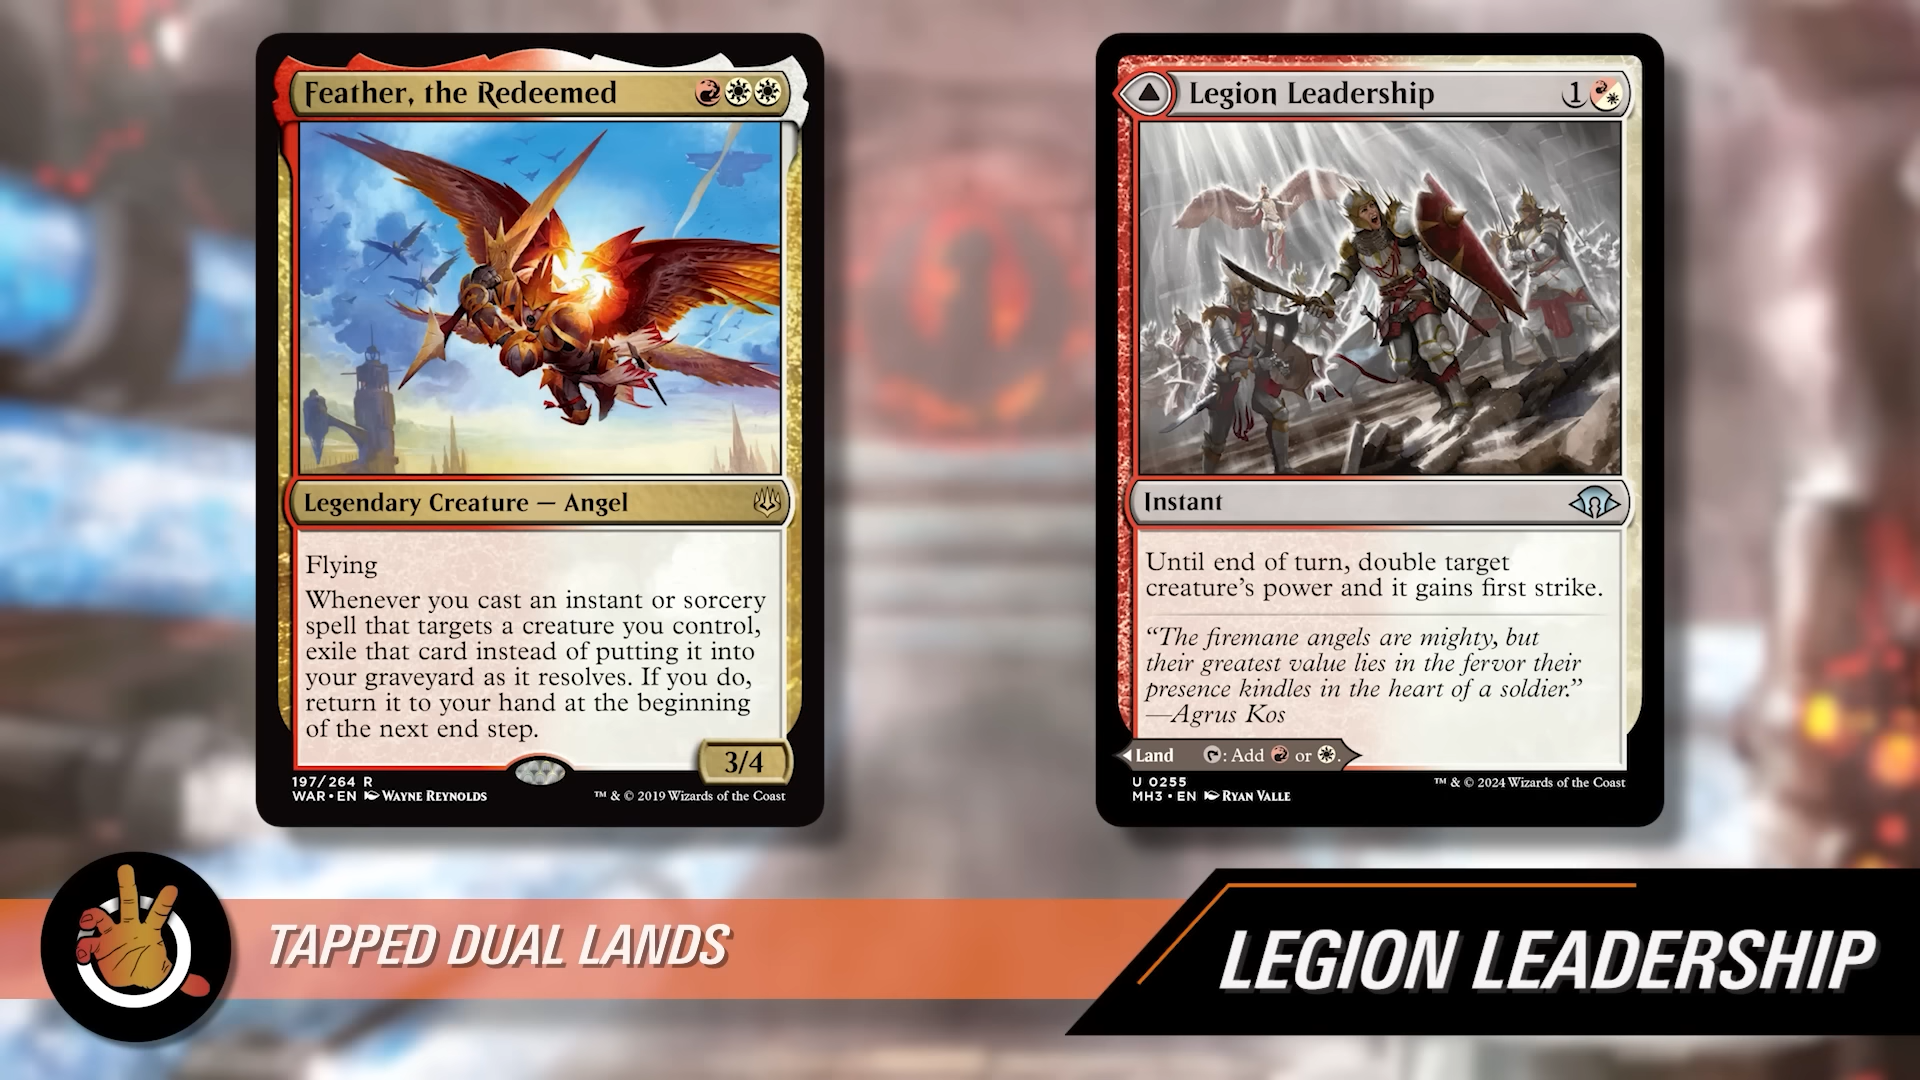 Feather, the Redeemed
Legendary Creature — Angel
Flying
Whenever you cast an instant or sorcery
spell that targets a creature you control,
exile that card instead of putting it into
your graveyard as it resolves. If you do,
return it to your hand at the beginning
of the next end step.
3/4
197/264 R
WAR • EN WAYNE REYNOLDS
™ & © 2019 Wizards of the Coast
Legion Leadership
1
Instant
Until end of turn, double target
creature's power and it gains first strike.
“The firemane angels are mighty, but
their greatest value lies in the fervor their
presence kindles in the heart of a soldier.”
—Agrus Kos
Land : Add or .
U 0255
MH3 • EN RYAN VALLE
™ & © 2024 Wizards of the Coast
TAPPED DUAL LANDS
LEGION LEADERSHIP